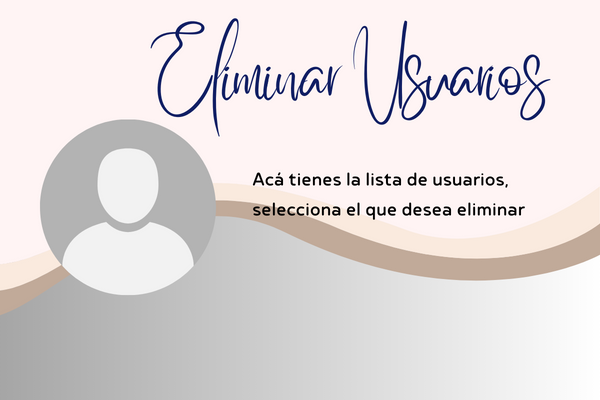 Eliminar Usuarios
Acá tienes la lista de usuarios,
selecciona el que desea eliminar